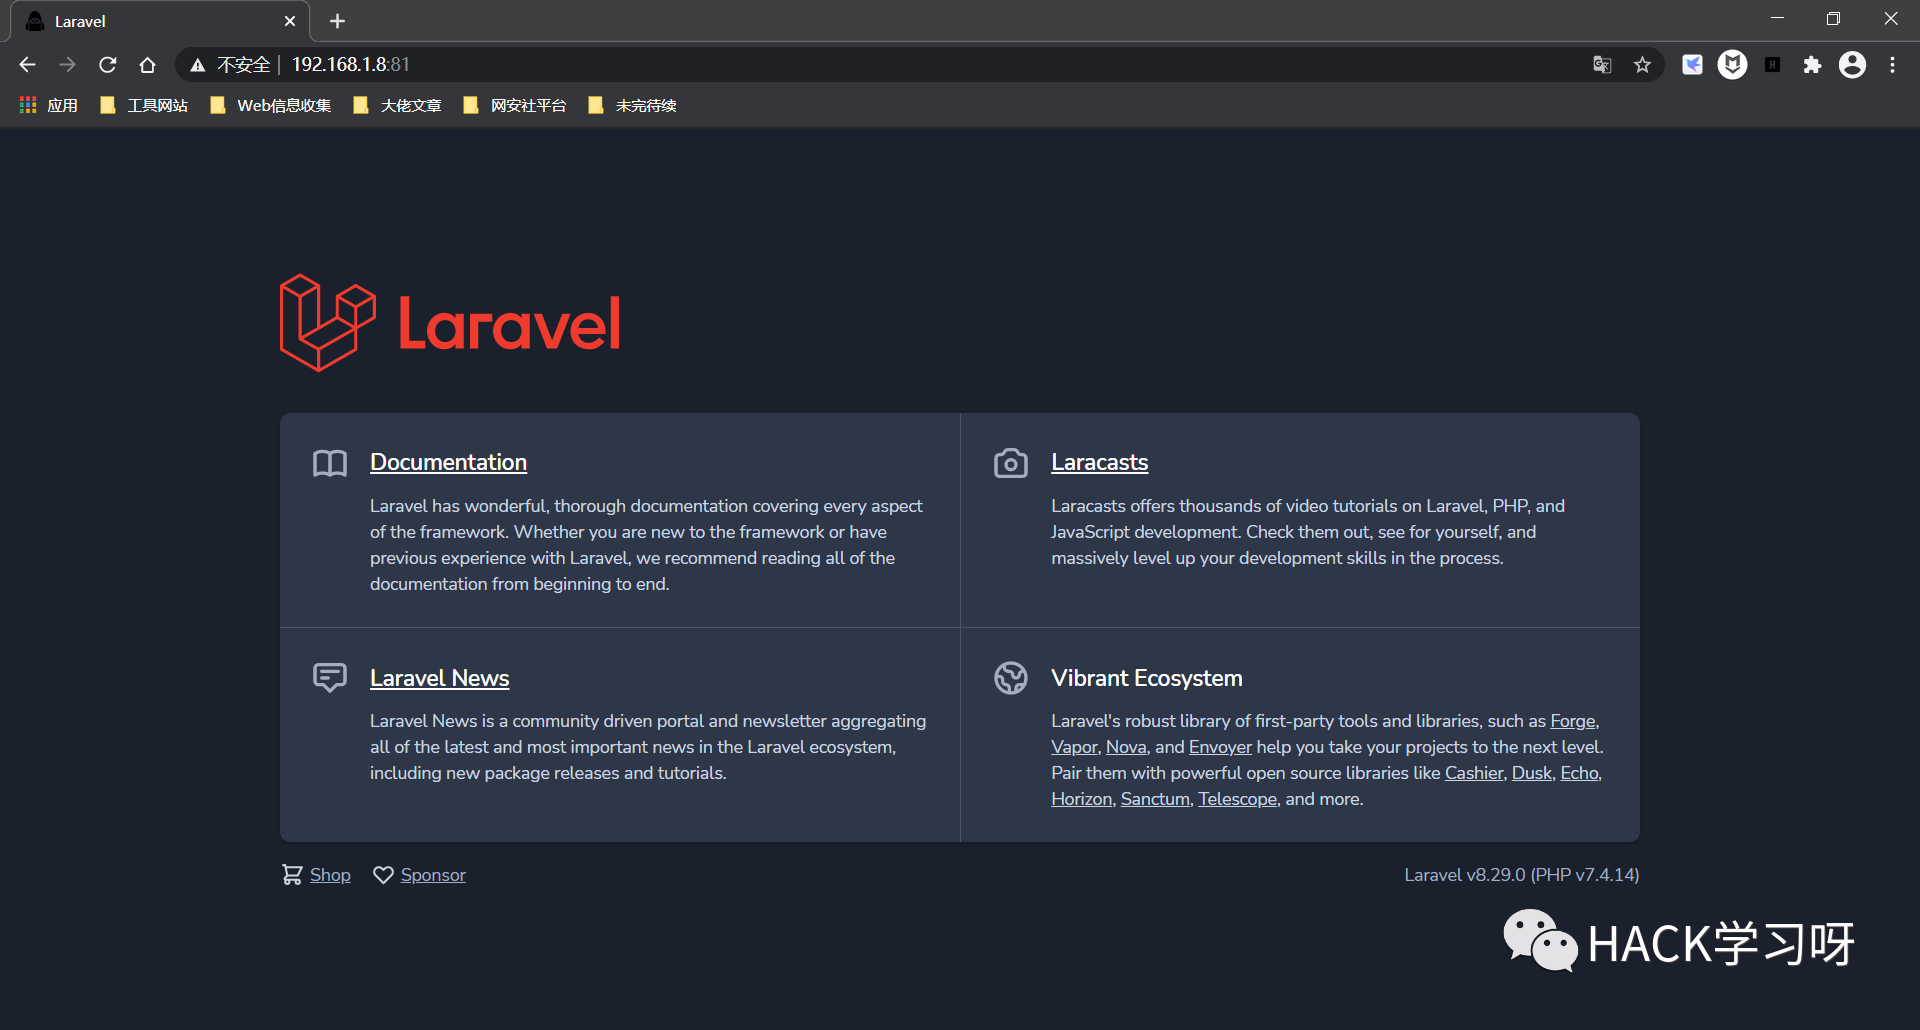 Laravel
不安全 | 192.168.1.8:81
应用 工具网站 Web信息收集 大佬文章 网安社平台 未完待续
Laravel
Documentation
Laravel has wonderful, thorough documentation covering every aspect
of the framework. Whether you are new to the framework or have
previous experience with Laravel, we recommend reading all of the
documentation from beginning to end.
Laracasts
Laracasts offers thousands of video tutorials on Laravel, PHP, and
JavaScript development. Check them out, see for yourself, and
massively level up your development skills in the process.
Laravel News
Laravel News is a community driven portal and newsletter aggregating
all of the latest and most important news in the Laravel ecosystem,
including new package releases and tutorials.
Vibrant Ecosystem
Laravel's robust library of first-party tools and libraries, such as Forge,
Vapor, Nova, and Envoyer help you take your projects to the next level.
Pair them with powerful open source libraries like Cashier, Dusk, Echo,
Horizon, Sanctum, Telescope, and more.
Shop Sponsor
Laravel v8.29.0 (PHP v7.4.14)
HACK学习呀